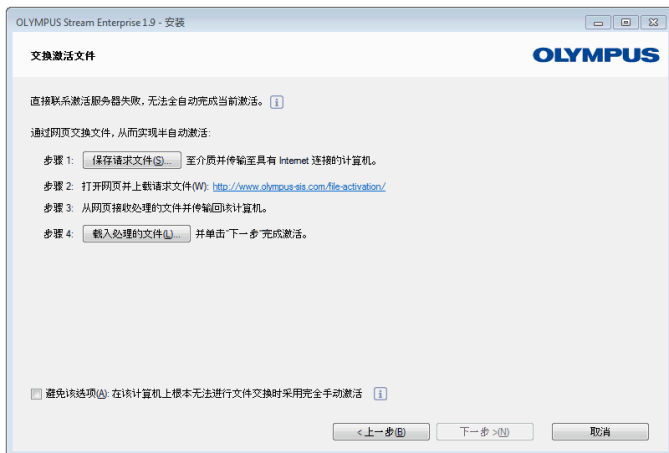 OLYMPUS Stream Enterprise 1.9 - 安装
交换激活文件
OLYMPUS
直接联系激活服务器失败, 无法全自动完成当前激活。
通过网页交换文件, 从而实现半自动激活:
步骤 1: 保存请求文件(S)... 至介质并传输至具有 Internet 连接的计算机。
步骤 2: 打开网页并上载请求文件(W): http://www.olympus-sis.com/file-activation/
步骤 3: 从网页接收处理的文件并传输回该计算机。
步骤 4: 载入处理的文件(L)... 并单击"下一步"完成激活。
避免该选项(A): 在该计算机上根本无法进行文件交换时采用完全手动激活
<上一步(B) 下一步 >(N) 取消